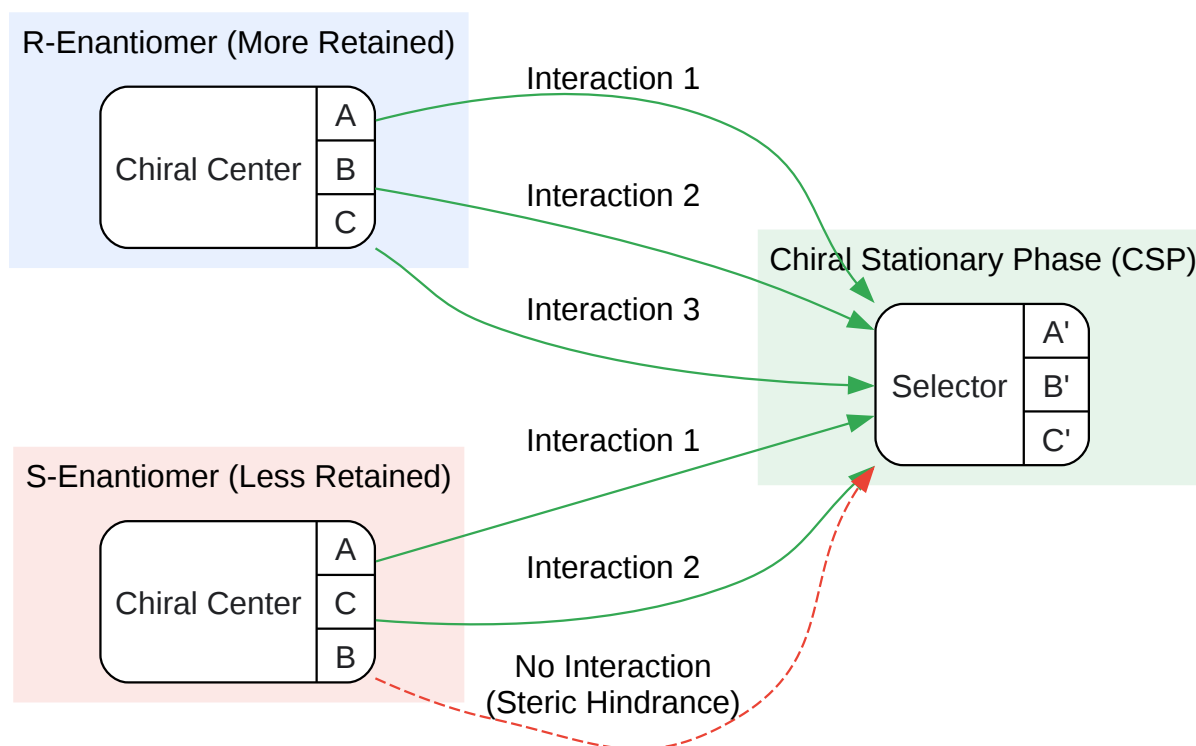 R-Enantiomer (More Retained)
Chiral Center
A
B
C
Interaction 1
Interaction 2
Interaction 3
Chiral Stationary Phase (CSP)
Selector
A'
B'
C'
S-Enantiomer (Less Retained)
Chiral Center
A
C
B
Interaction 1
Interaction 2
No Interaction
(Steric Hindrance)